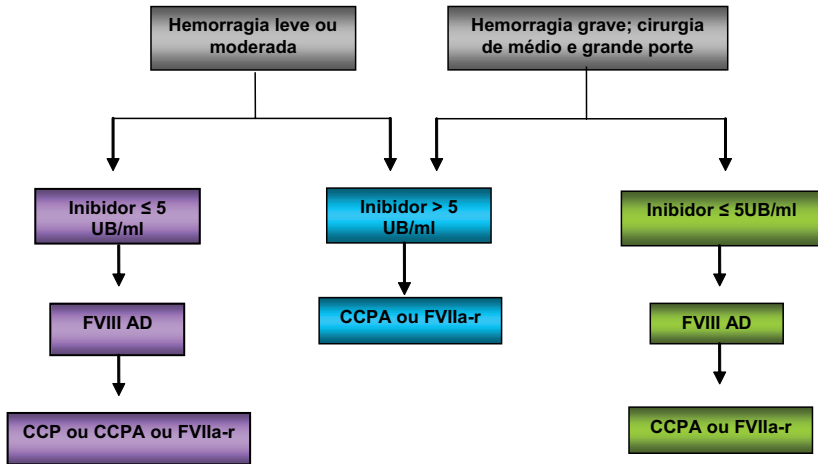 Hemorragia leve ou
moderada
Hemorragia grave; cirurgia
de médio e grande porte
Inibidor ≤ 5
UB/ml
Inibidor > 5
UB/ml
Inibidor ≤ 5UB/ml
FVIII AD
CCPA ou FVIIa-r
FVIII AD
CCP ou CCPA ou FVIIa-r
CCPA ou FVIIa-r